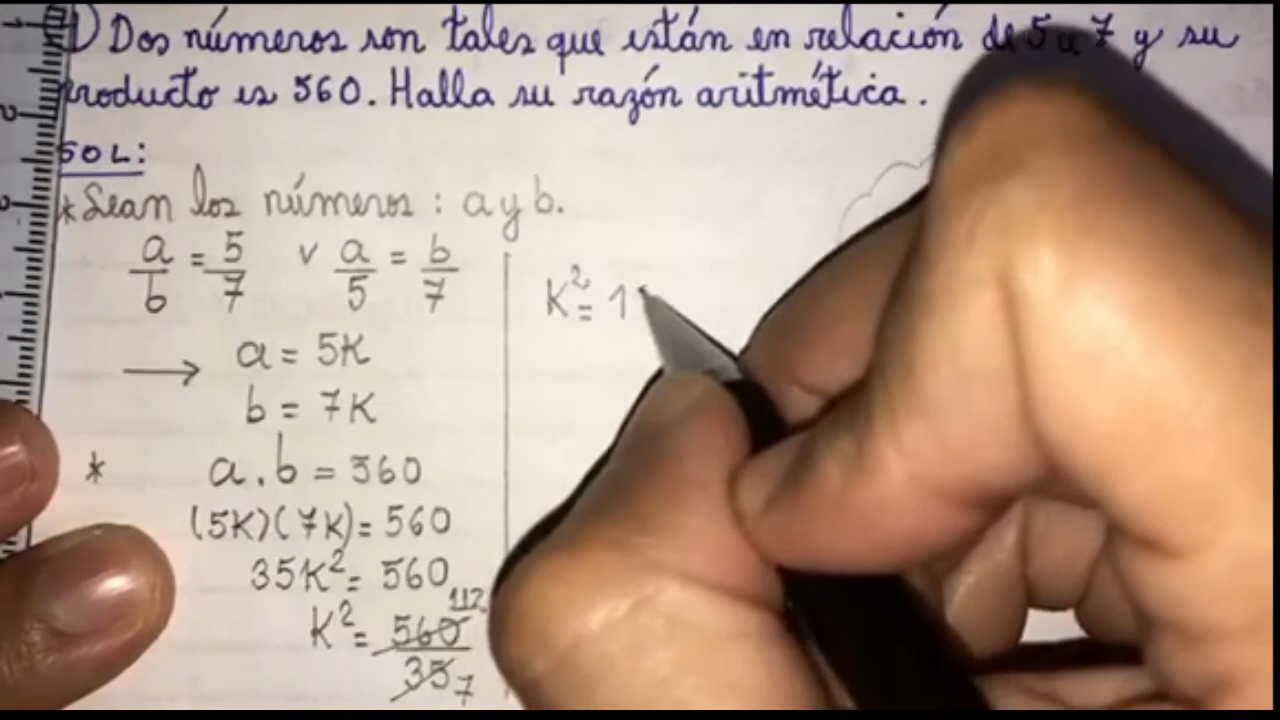 1) Dos números son tales que están en relación de 5 a 7 y su
producto es 560. Halla su razón aritmética.
SOL:
* Sean los números : a y b.
a/b = 5/7 v a/5 = b/7
→ a = 5K
b = 7K
* a . b = 560
(5K)(7K) = 560
35K² = 560
K² = 560/35 112 7
K² = 1